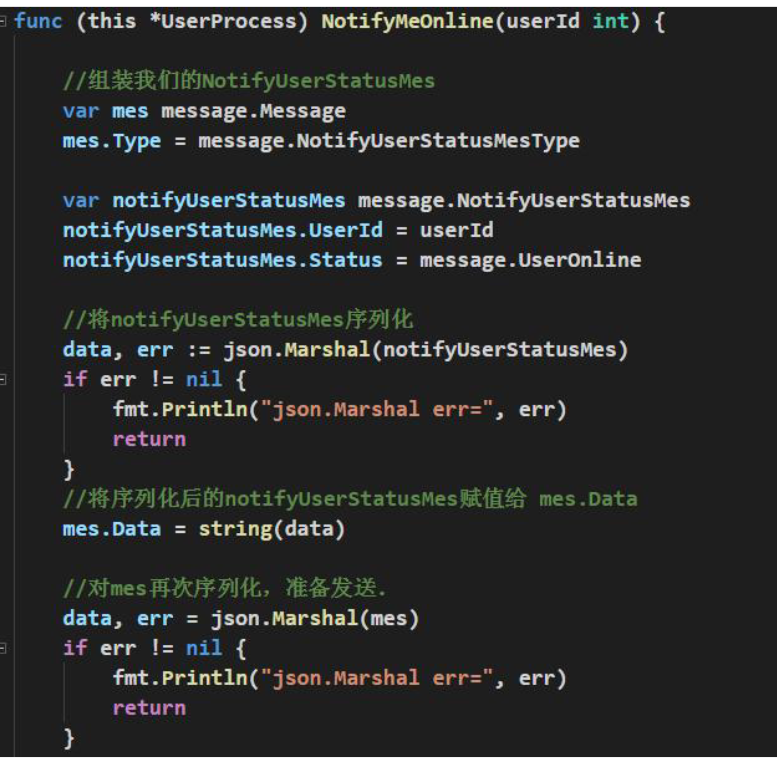 func (this *UserProcess) NotifyMeOnline(userId int) {
//组装我们的NotifyUserStatusMes
var mes message.Message
mes.Type = message.NotifyUserStatusMesType
var notifyUserStatusMes message.NotifyUserStatusMes
notifyUserStatusMes.UserId = userId
notifyUserStatusMes.Status = message.UserOnline
//将notifyUserStatusMes序列化
data, err := json.Marshal(notifyUserStatusMes)
if err != nil {
fmt.Println("json.Marshal err=", err)
return
}
//将序列化后的notifyUserStatusMes赋值给 mes.Data
mes.Data = string(data)
//对mes再次序列化，准备发送.
data, err = json.Marshal(mes)
if err != nil {
fmt.Println("json.Marshal err=", err)
return
}